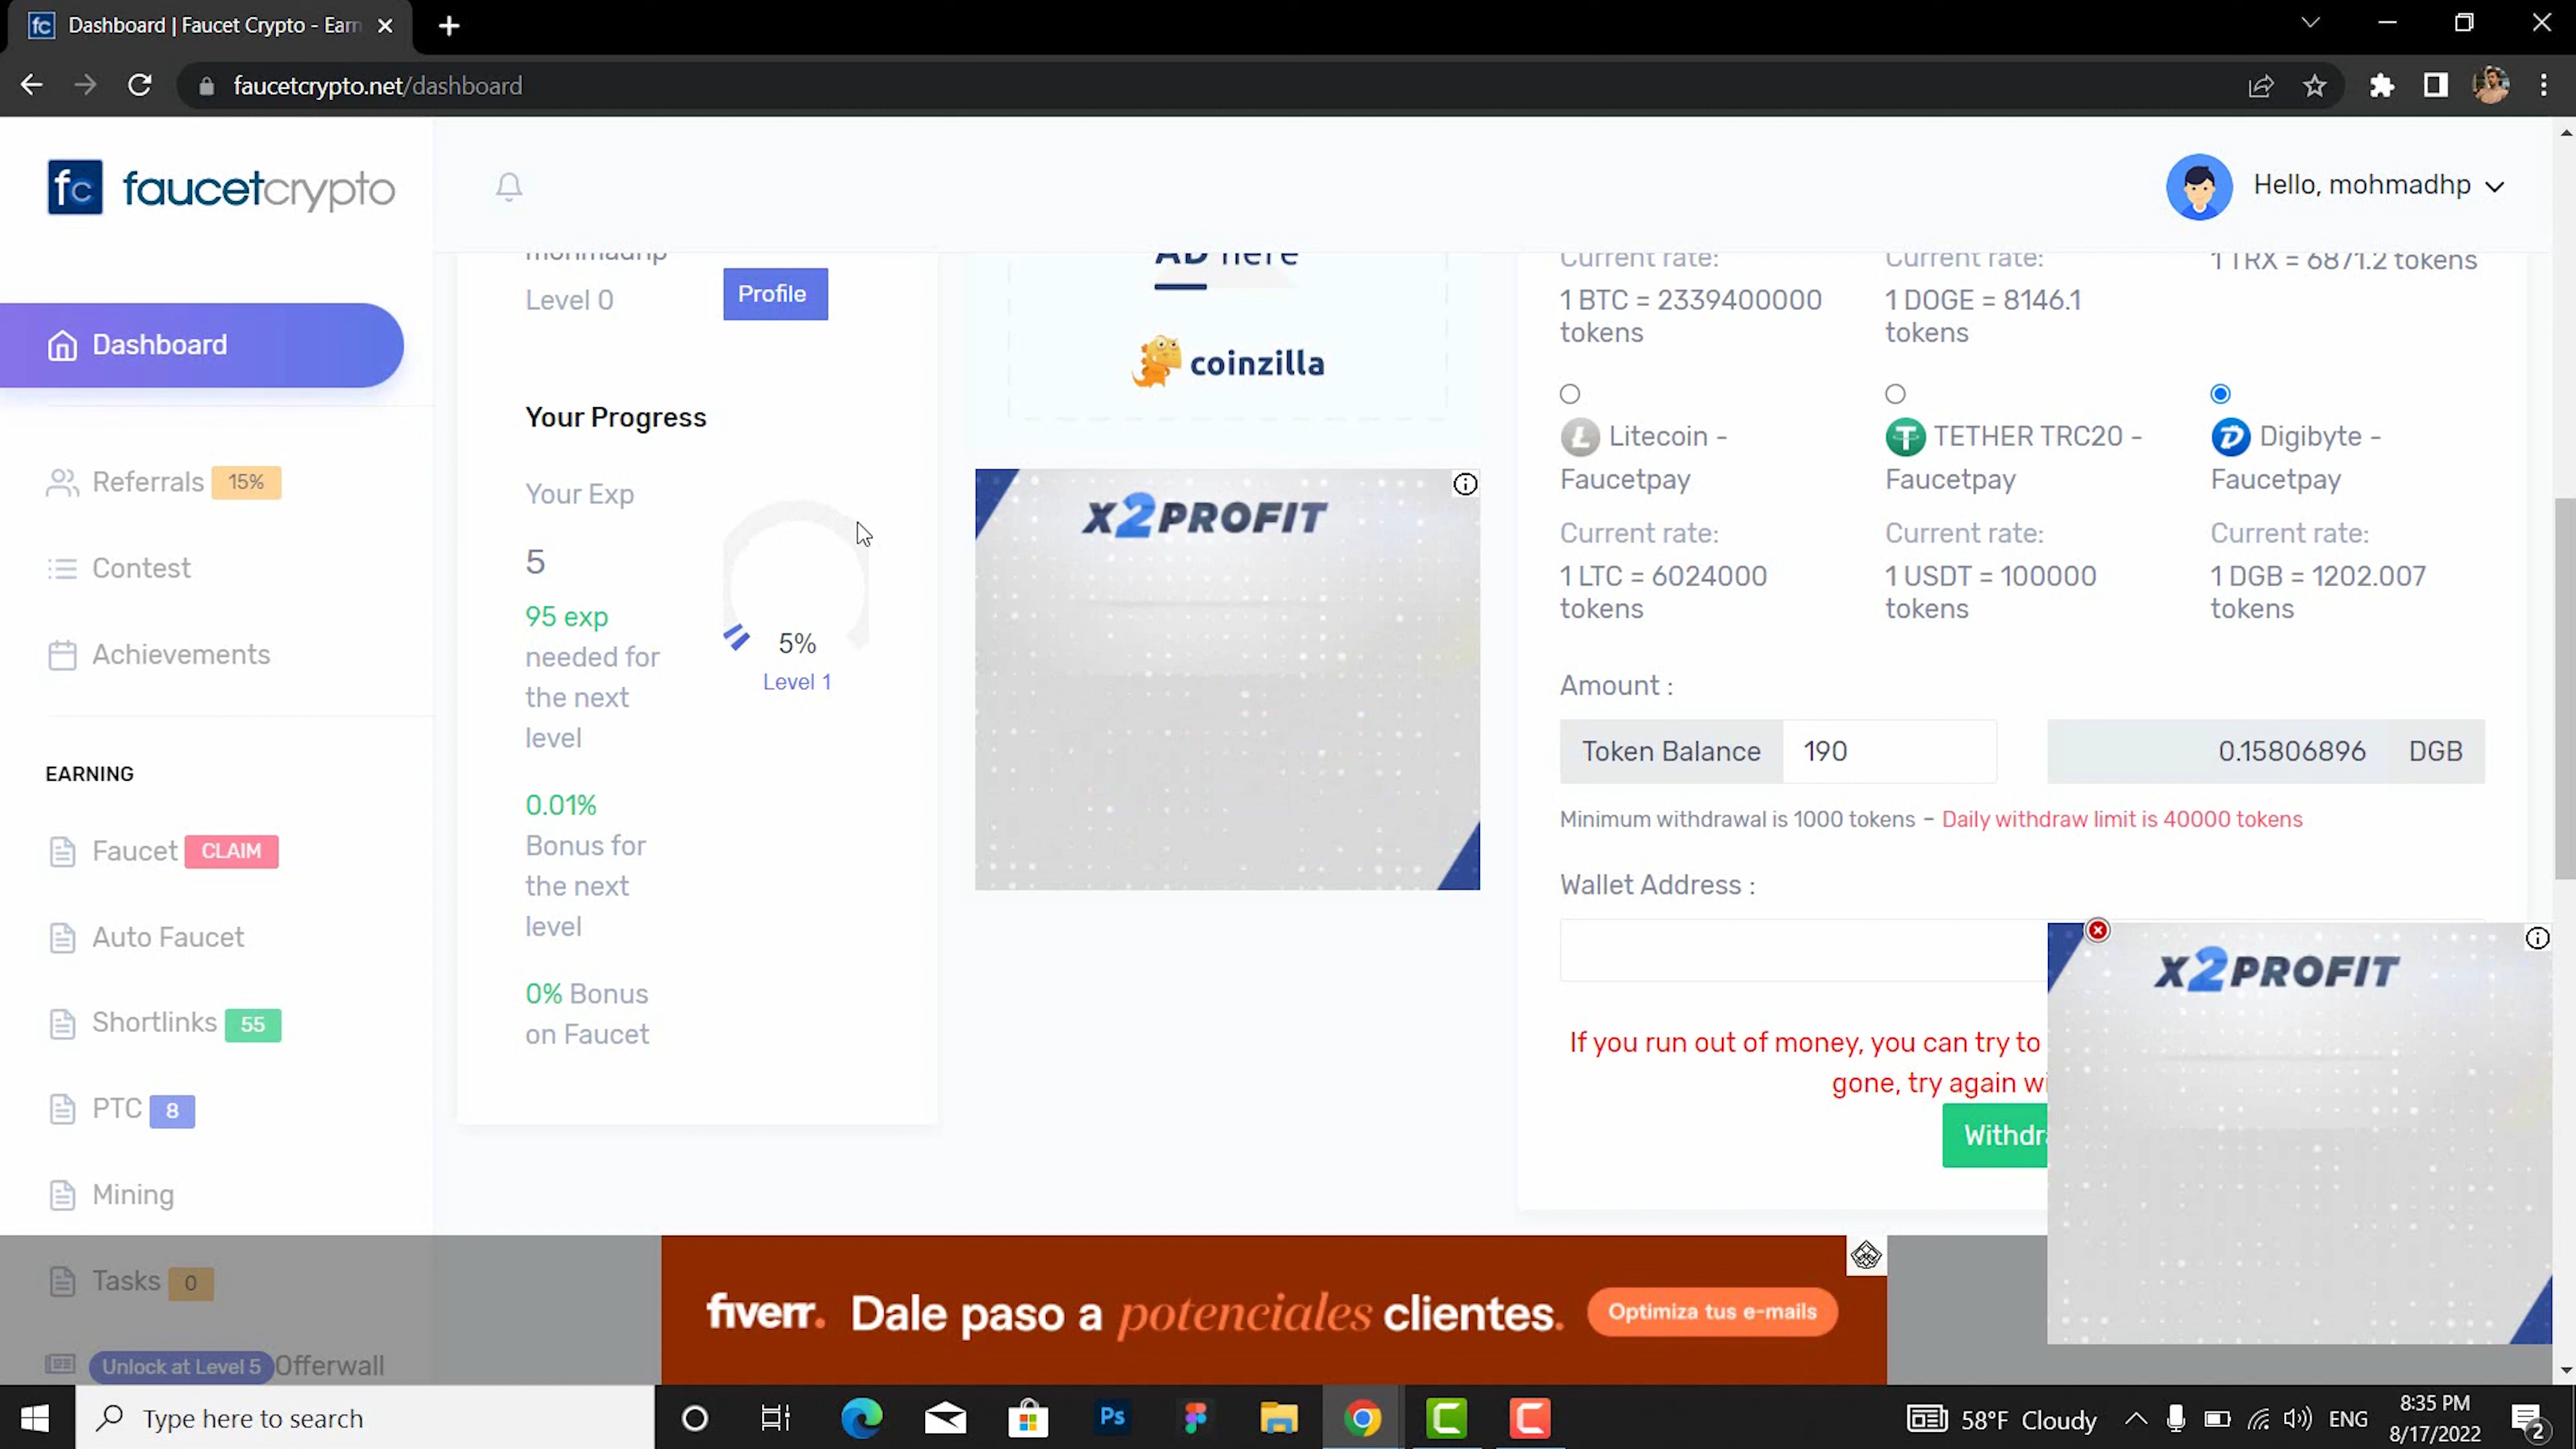 Dashboard | Faucet Crypto - Earn
faucetcrypto.net/dashboard
fc faucetcrypto
Hello, mohmadhp
Dashboard
Referrals 15%
Contest
Achievements
EARNING
Faucet CLAIM
Auto Faucet
Shortlinks 55
PTC 8
Mining
Tasks 0
Unlock at Level 5 Offerwall
mohmadhp
Level 0
Profile
Your Progress
Your Exp
5
95 exp
needed for
the next
level
5%
Level 1
0.01%
Bonus for
the next
level
0% Bonus
on Faucet
AD here
coinzilla
X2PROFIT
Current rate:
1 BTC = 2339400000
tokens
Current rate:
1 DOGE = 8146.1
tokens
1 TRX = 6871.2 tokens
Litecoin -
Faucetpay
Current rate:
1 LTC = 6024000
tokens
TETHER TRC20 -
Faucetpay
Current rate:
1 USDT = 100000
tokens
Digibyte -
Faucetpay
Current rate:
1 DGB = 1202.007
tokens
Amount :
Token Balance 190
0.15806896 DGB
Minimum withdrawal is 1000 tokens - Daily withdraw limit is 40000 tokens
Wallet Address :
If you run out of money, you can try to
gone, try again
X2PROFIT
fiverr. Dale paso a potenciales clientes. Optimiza tus e-mails
Type here to search
Ps
58°F Cloudy
ENG
8:35 PM
8/17/2022
2